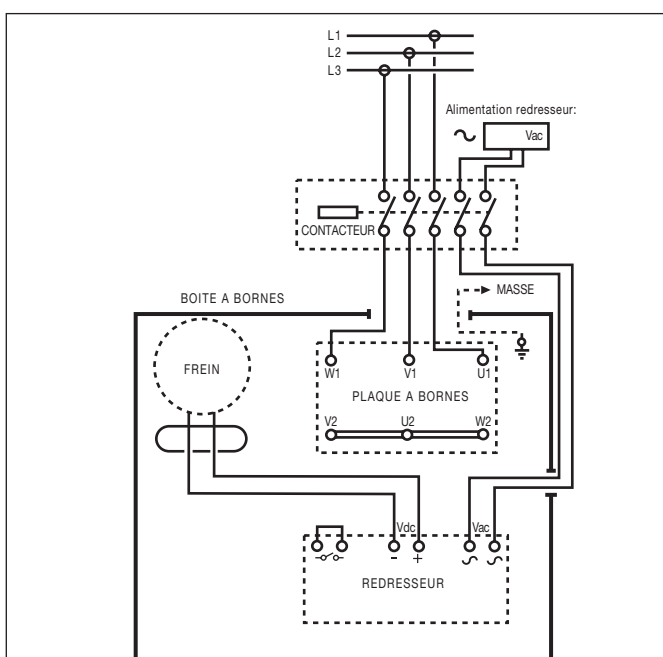 L1
L2
L3
Alimentation redresseur:
Vac
CONTACTEUR
MASSE
BOITE A BORNES
FREIN
W1 V1 U1
PLAQUE A BORNES
V2 U2 W2
Vdc Vac
- +
REDRESSEUR